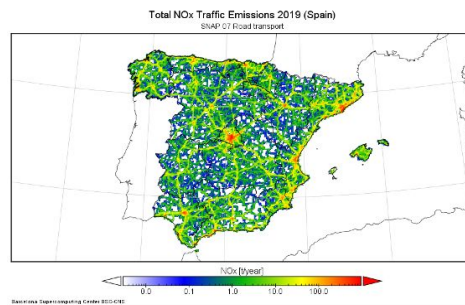 Total NOx Traffic Emissions 2019 (Spain)
SNAP 07 Road transport
NOx [t/year]
0.0 0.1 1.0 10.0 100.0
Barcelona Supercomputing Center BSC-CNS